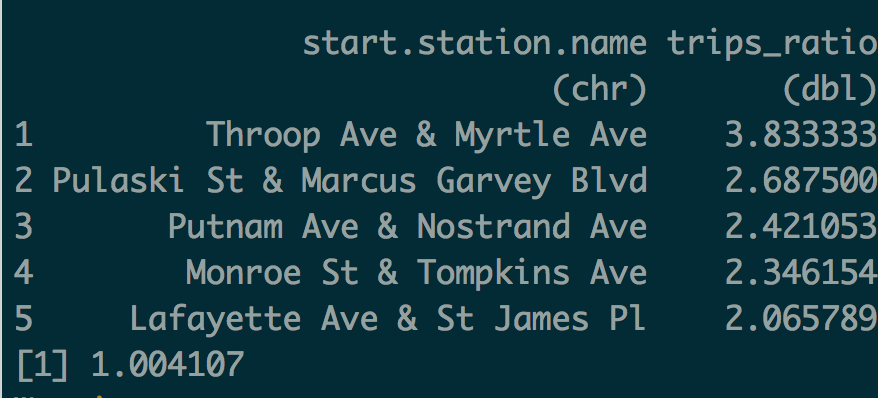 start.station.name trips_ratio
(chr) (dbl)
1 Throop Ave & Myrtle Ave 3.833333
2 Pulaski St & Marcus Garvey Blvd 2.687500
3 Putnam Ave & Nostrand Ave 2.421053
4 Monroe St & Tompkins Ave 2.346154
5 Lafayette Ave & St James Pl 2.065789
[1] 1.004107